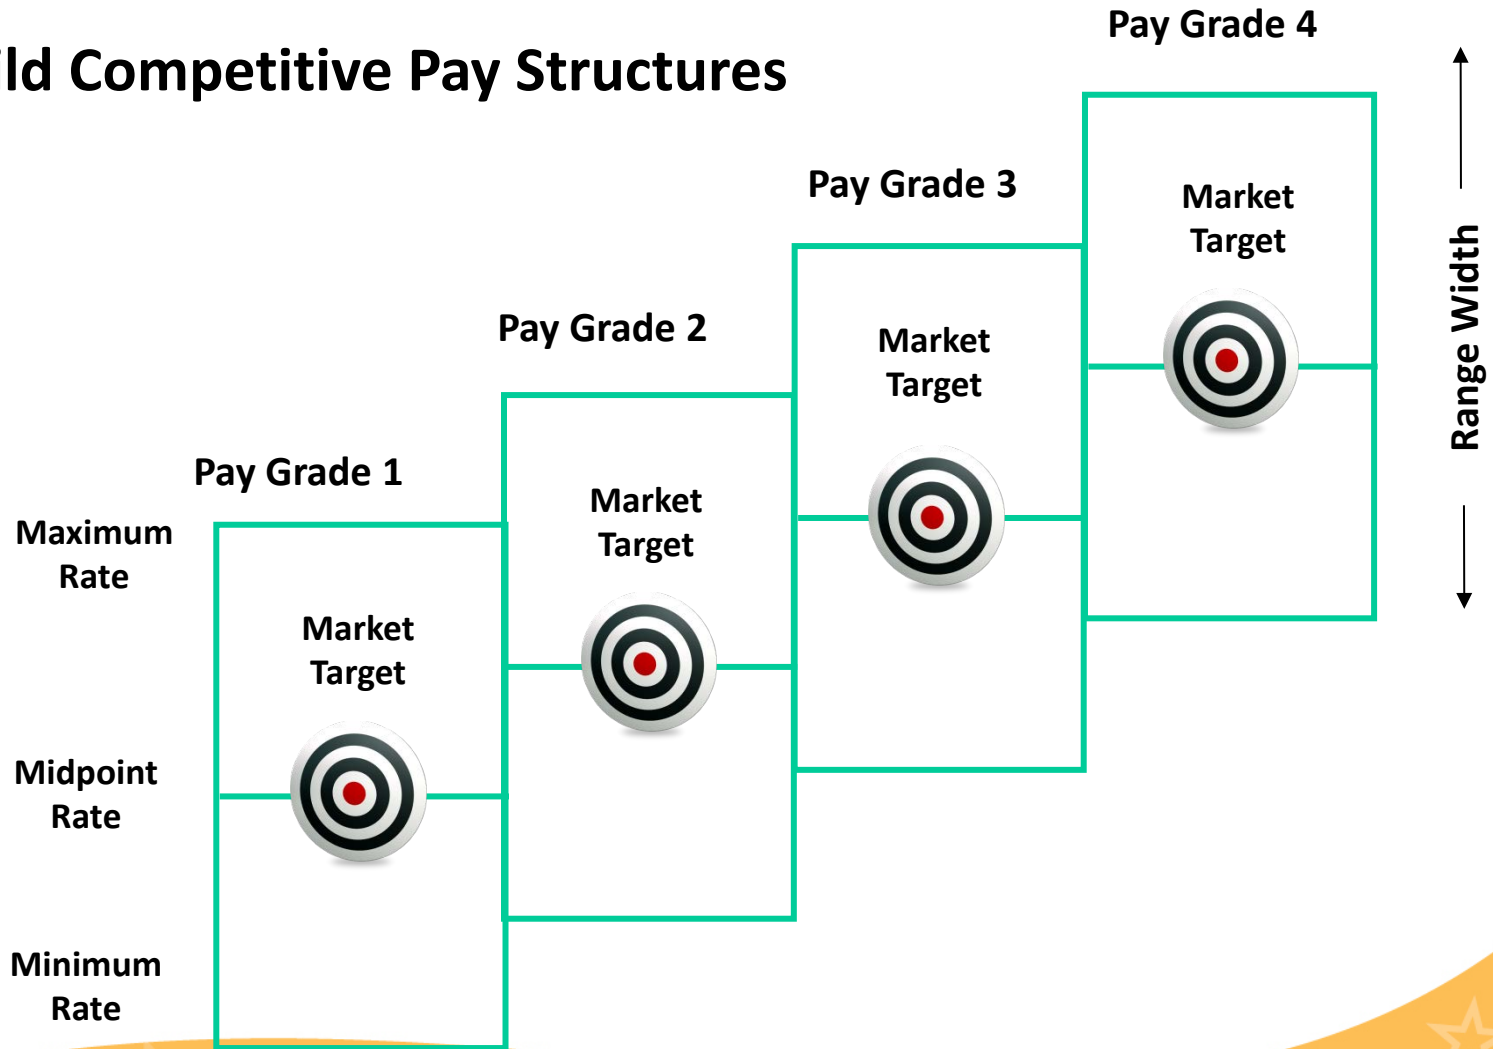 ild Competitive Pay Structures
Pay Grade 4
Pay Grade 3
Market
Target
Pay Grade 2
Market
Target
Range Width
Pay Grade 1
Market
Target
Maximum
Rate
Market
Target
Midpoint
Rate
Minimum
Rate